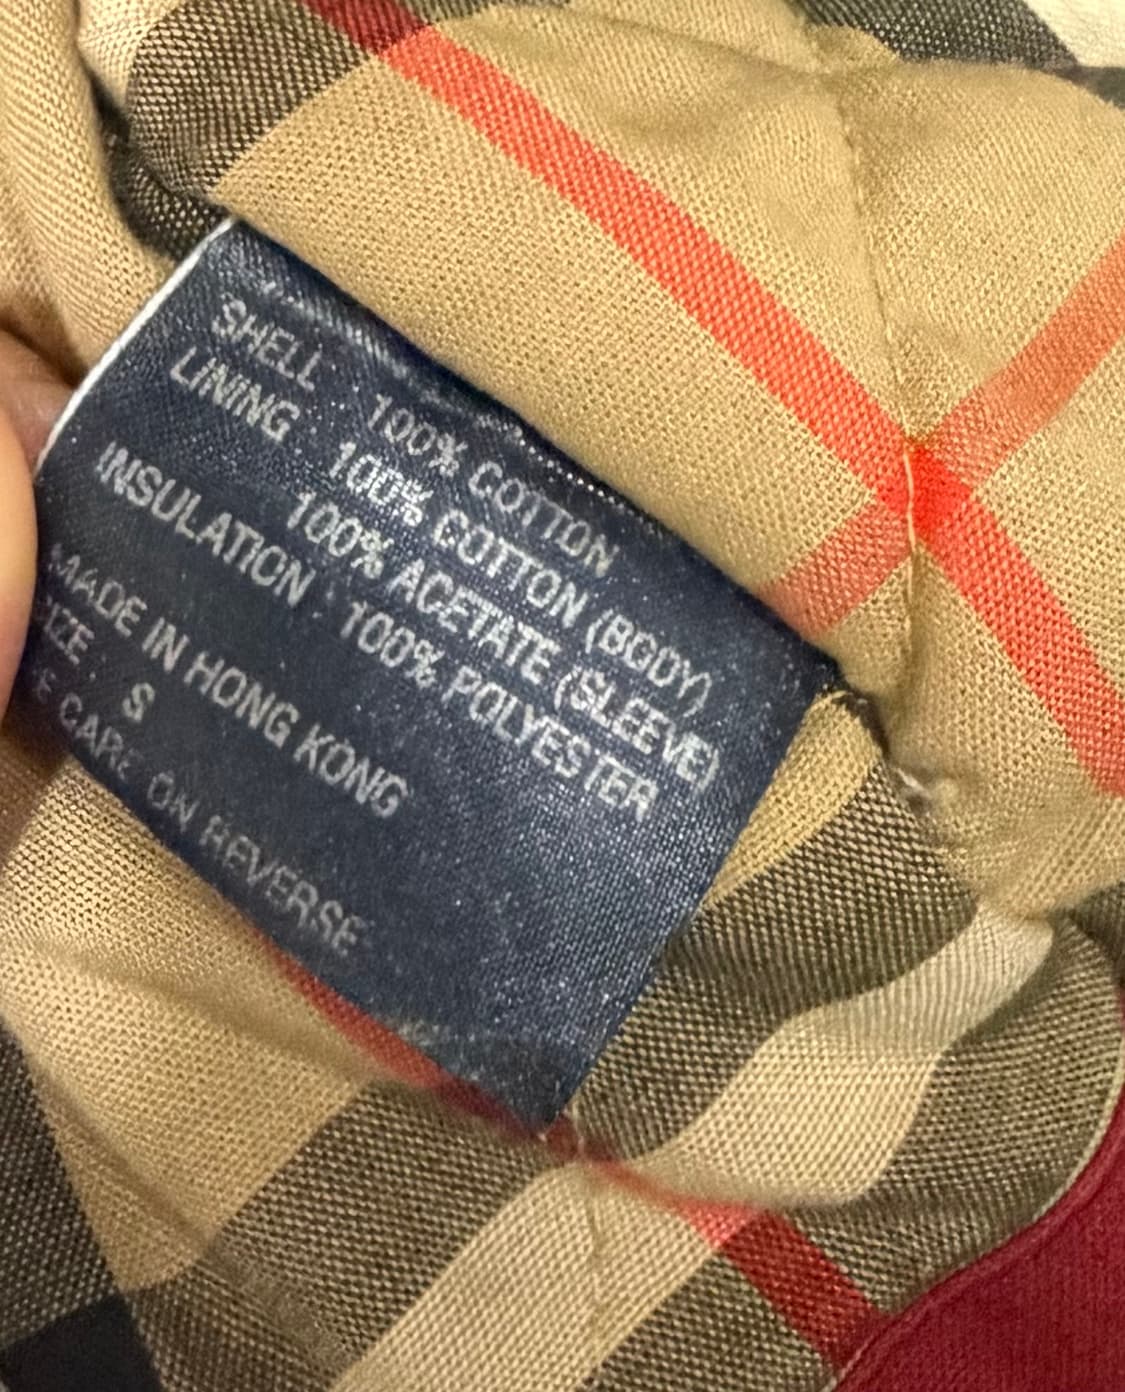 SHELL 100% COTTON
LINING : 100% COTTON (BODY)
100% ACETATE (SLEEVE)
INSULATION : 100% POLYESTER
MADE IN HONG KONG
SIZE : S
CARE ON REVERSE